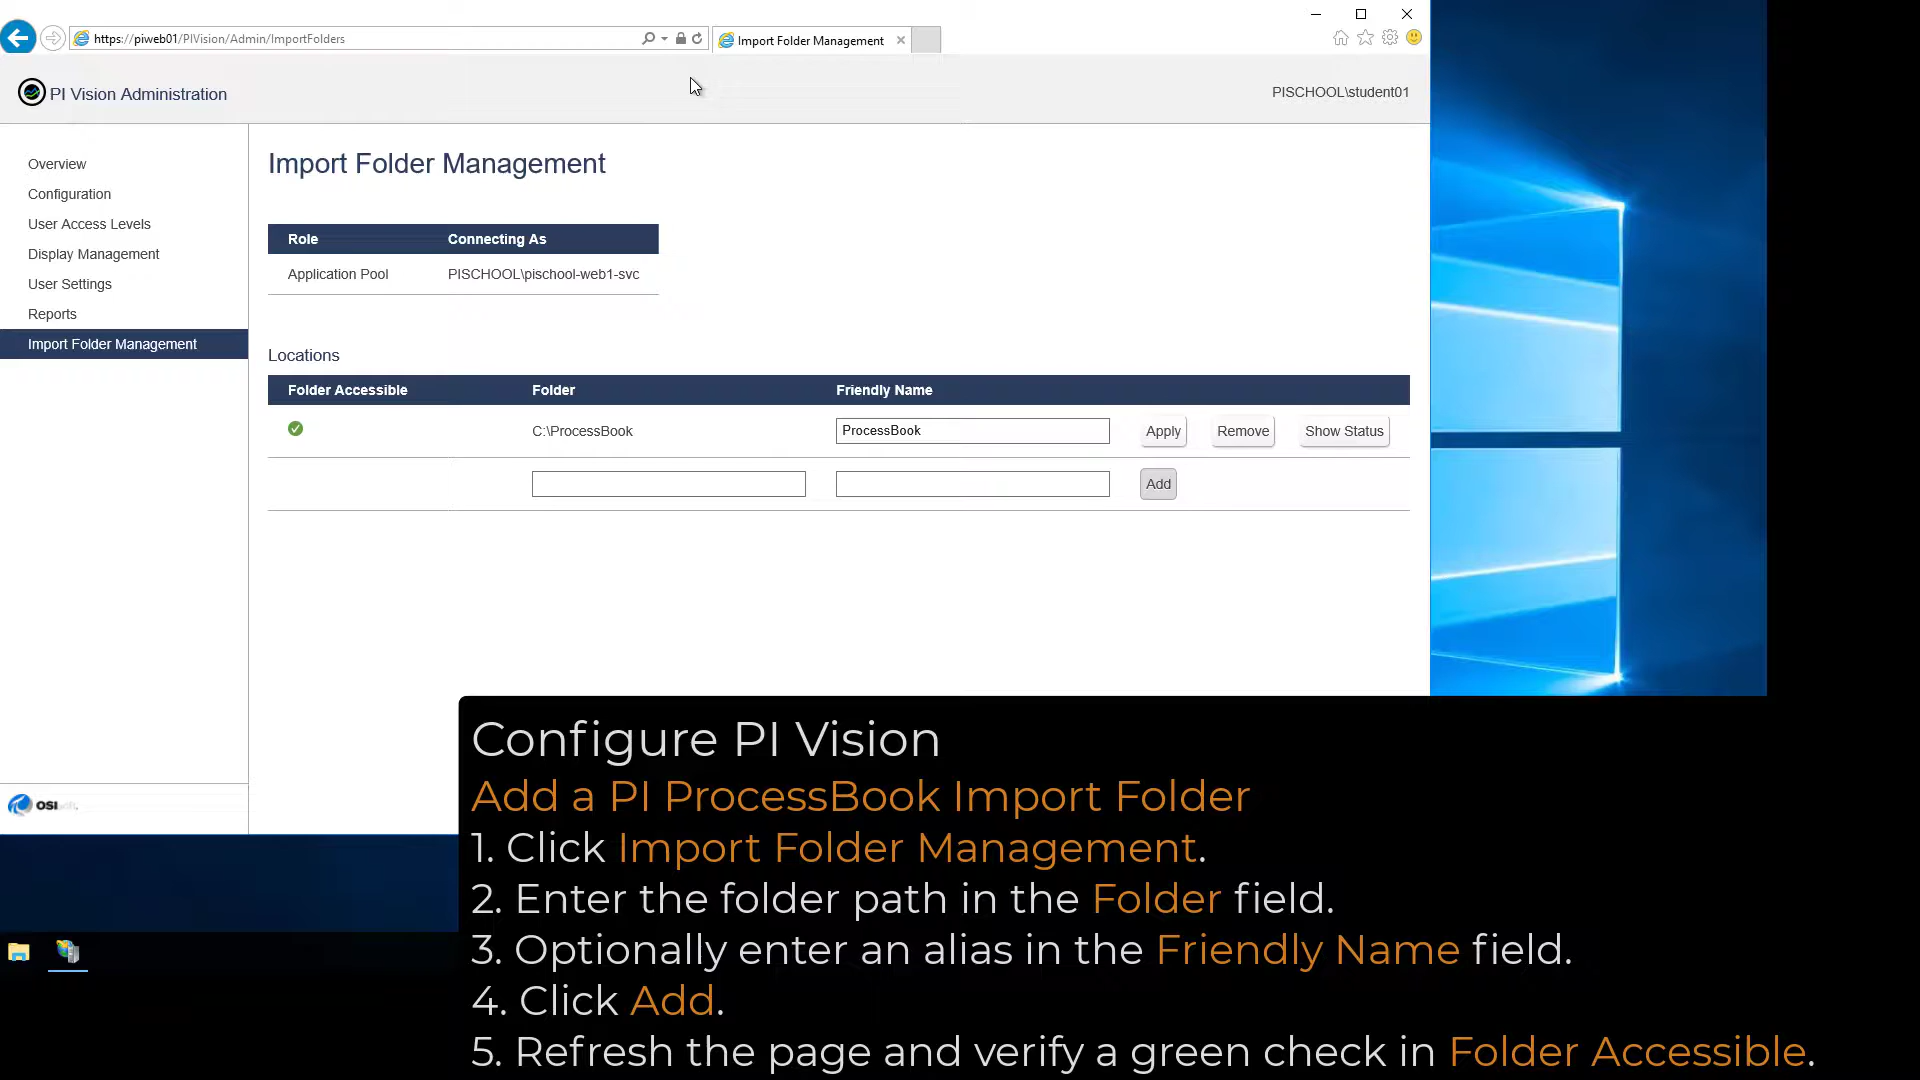 https://piweb01/PIVision/Admin/ImportFolders
Import Folder Management
PI Vision Administration
PISCHOOL\student01
Overview
Configuration
User Access Levels
Display Management
User Settings
Reports
Import Folder Management
Import Folder Management
Role Connecting As
Application Pool PISCHOOL\pischool-web1-svc
Locations
Folder Accessible Folder Friendly Name
C:\ProcessBook ProcessBook Apply Remove Show Status
Add
OSIsoft.
Configure PI Vision
Add a PI ProcessBook Import Folder
1. Click Import Folder Management.
2. Enter the folder path in the Folder field.
3. Optionally enter an alias in the Friendly Name field.
4. Click Add.
5. Refresh the page and verify a green check in Folder Accessible.